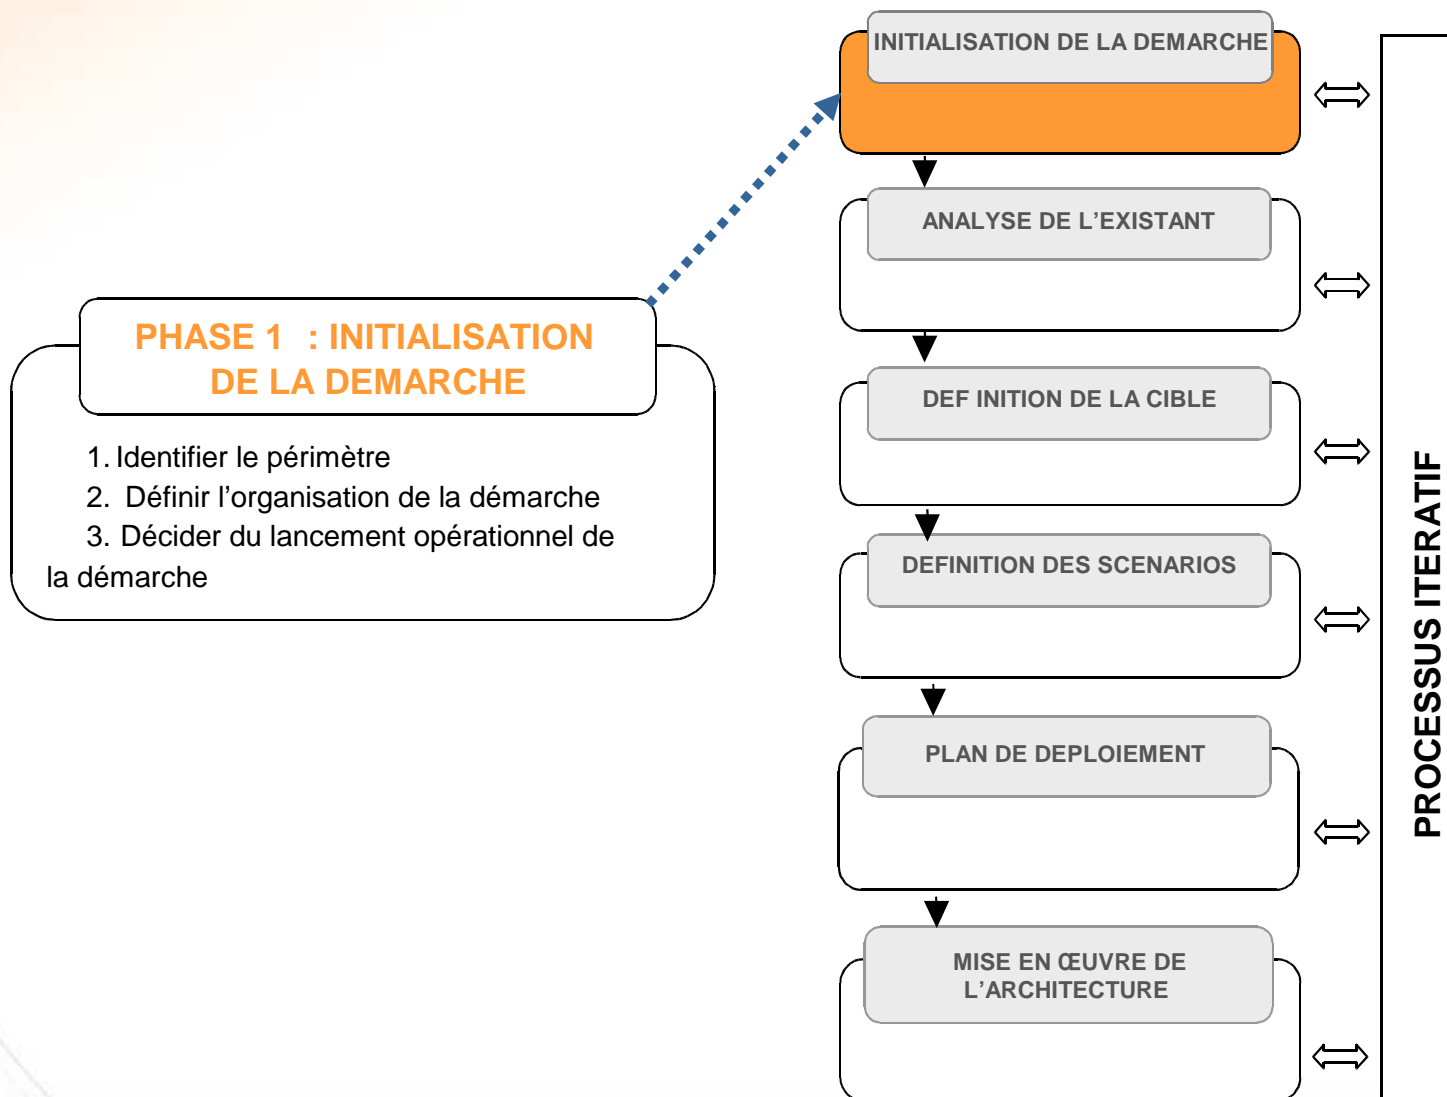 INITIALISATION DE LA DEMARCHE
ANALYSE DE L’EXISTANT
PHASE 1 : INITIALISATION
DE LA DEMARCHE
1. Identifier le périmètre
2. Définir l’organisation de la démarche
3. Décider du lancement opérationnel de
la démarche
DEF INITION DE LA CIBLE
DEFINITION DES SCENARIOS
PLAN DE DEPLOIEMENT
MISE EN ŒUVRE DE
L’ARCHITECTURE
PROCESSUS ITERATIF